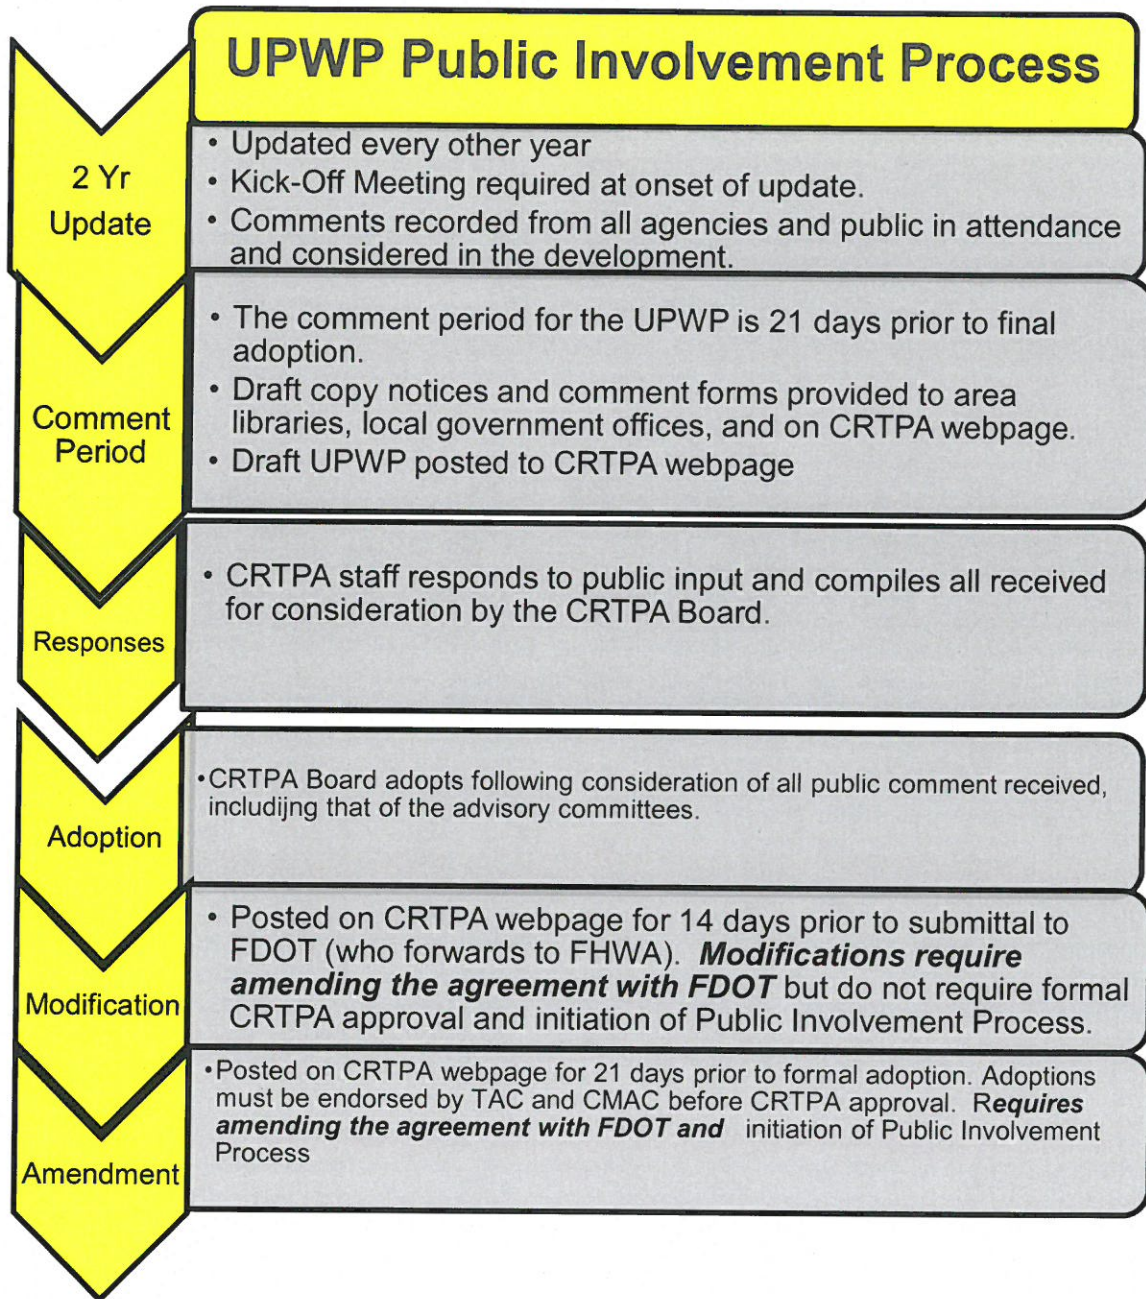 UPWP Public Involvement Process
2 Yr
Update
• Updated every other year
• Kick-Off Meeting required at onset of update.
• Comments recorded from all agencies and public in attendance
and considered in the development.
Comment
Period
• The comment period for the UPWP is 21 days prior to final
adoption.
• Draft copy notices and comment forms provided to area
libraries, local government offices, and on CRTPA webpage.
• Draft UPWP posted to CRTPA webpage
Responses
• CRTPA staff responds to public input and compiles all received
for consideration by the CRTPA Board.
Adoption
•CRTPA Board adopts following consideration of all public comment received,
includijng that of the advisory committees.
Modification
• Posted on CRTPA webpage for 14 days prior to submittal to
FDOT (who forwards to FHWA). Modifications require
amending the agreement with FDOT but do not require formal
CRTPA approval and initiation of Public Involvement Process.
Amendment
•Posted on CRTPA webpage for 21 days prior to formal adoption. Adoptions
must be endorsed by TAC and CMAC before CRTPA approval. Requires
amending the agreement with FDOT and initiation of Public Involvement
Process